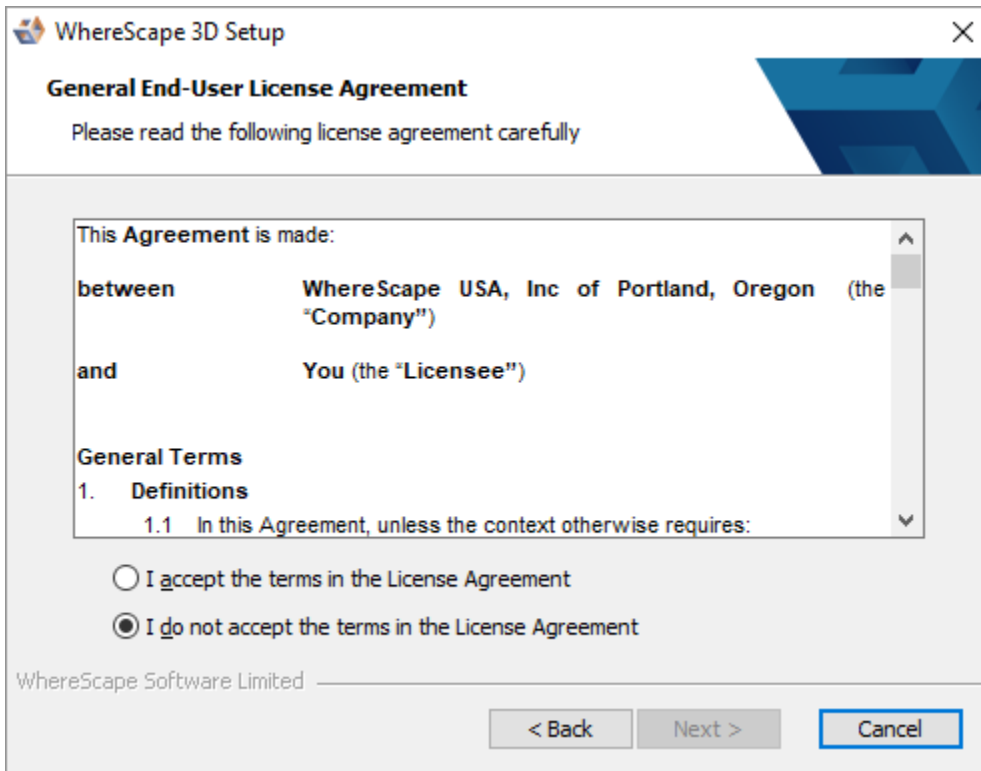 WhereScape 3D Setup
General End-User License Agreement
Please read the following license agreement carefully
This Agreement is made:
between WhereScape USA, Inc of Portland, Oregon (the
“Company”)
and You (the “Licensee”)
General Terms
1. Definitions
1.1 In this Agreement, unless the context otherwise requires:
I accept the terms in the License Agreement
I do not accept the terms in the License Agreement
WhereScape Software Limited
< Back Next > Cancel